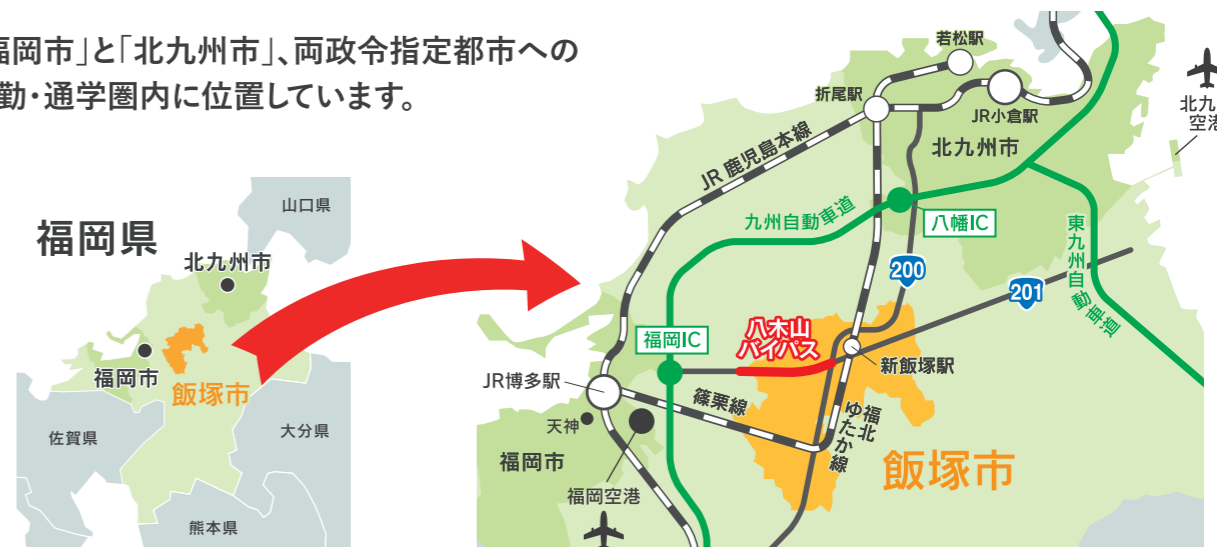 福岡市」と「北九州市」、両政令指定都市への
勤・通学圏内に位置しています。
福岡県
山口県
北九州市
福岡市
飯塚市
佐賀県
大分県
熊本県
若松駅
折尾駅
JR小倉駅
北九
空港
北九州市
JR 鹿児島本線
九州自動車道
八幡IC
東九州自動車道
200
201
福岡IC
八木山
バイパス
新飯塚駅
JR博多駅
篠栗線
福北
ゆたか線
天神
福岡市
飯塚市
福岡空港